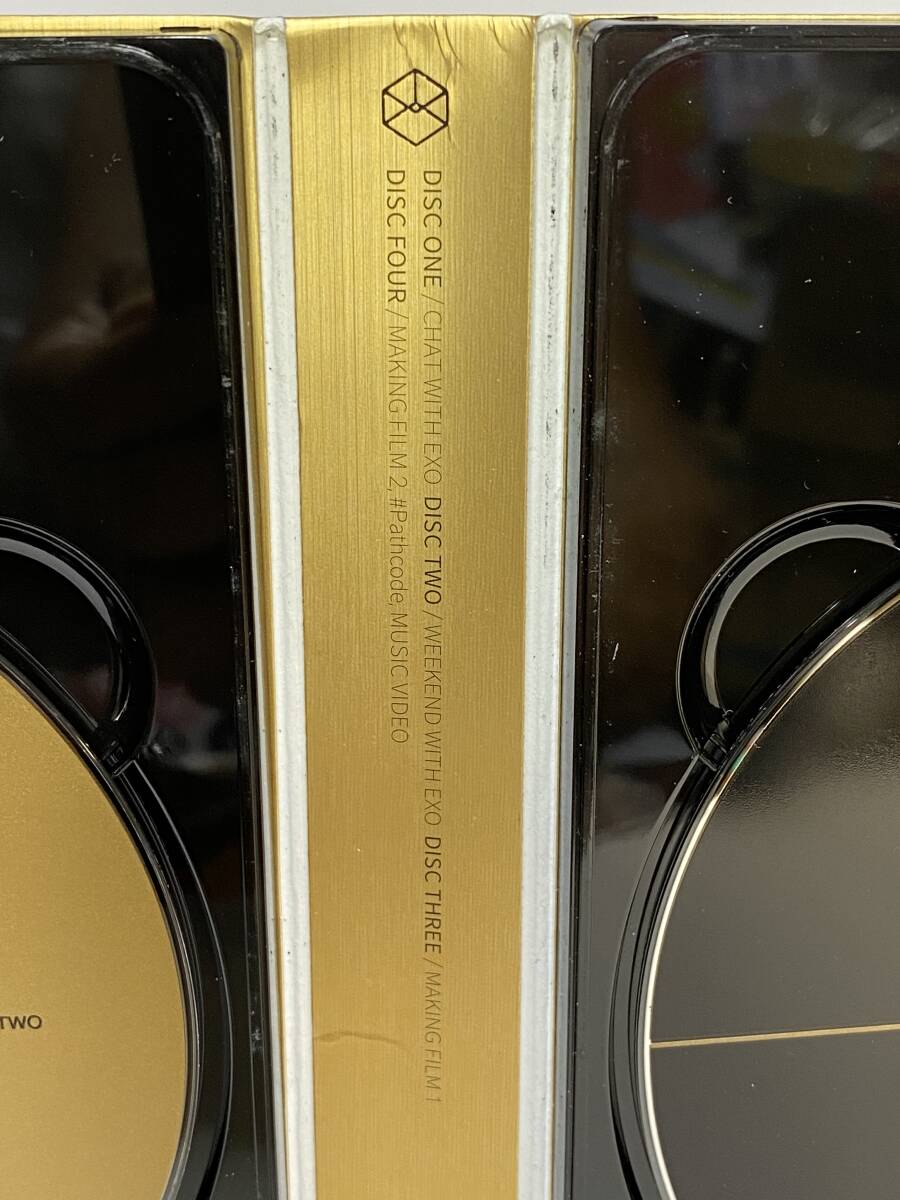 DISC ONE / CHAT WITH EXO DISC TWO / WEEKEND WITH EXO DISC THREE / MAKING FILM 1
DISC FOUR / MAKING FILM 2, #Pathcode, MUSIC VIDEO
TWO